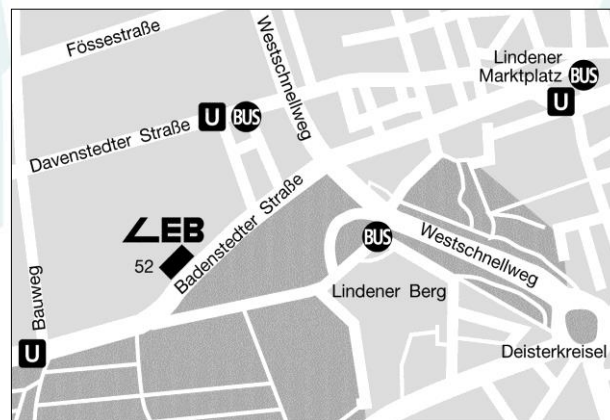 Fössestraße
Westschnellweg
Lindener
Marktplatz
BUS
U
U
BUS
Davenstedter Straße
Badenstedter Straße
LEB
52
BUS
Westschnellweg
Lindener Berg
Bauweg
U
Deisterkreisel